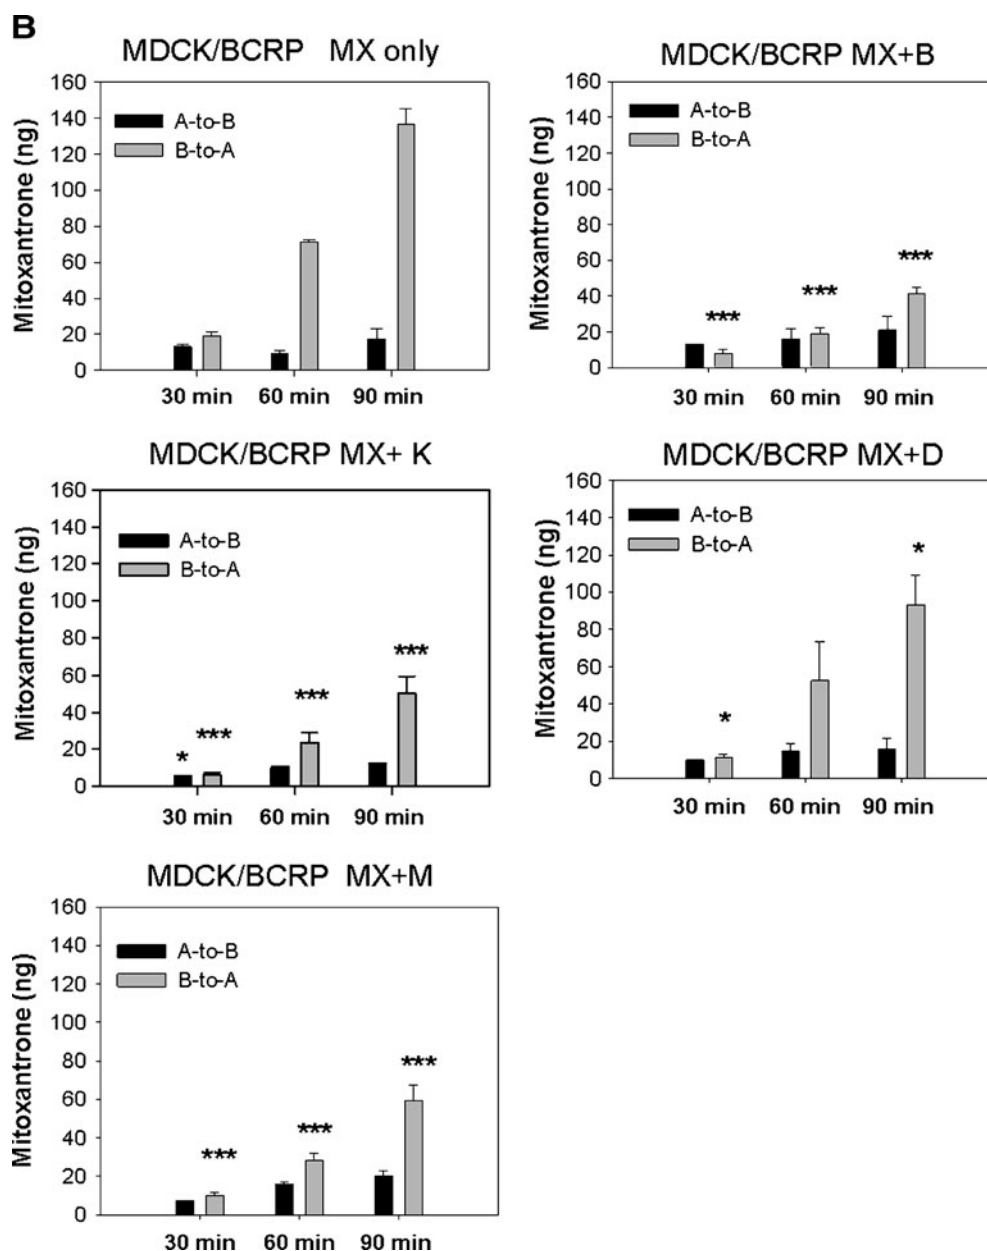 B
MDCK/BCRP MX only
Mitoxantrone (ng)
160
140
120
100
80
60
40
20
0
A-to-B
B-to-A
30 min 60 min 90 min
MDCK/BCRP MX+B
Mitoxantrone (ng)
160
140
120
100
80
60
40
20
0
A-to-B
B-to-A
*** *** ***
30 min 60 min 90 min
MDCK/BCRP MX+ K
Mitoxantrone (ng)
160
140
120
100
80
60
40
20
0
A-to-B
B-to-A
* *** *** ***
30 min 60 min 90 min
MDCK/BCRP MX+D
Mitoxantrone (ng)
160
140
120
100
80
60
40
20
0
A-to-B
B-to-A
* *
30 min 60 min 90 min
MDCK/BCRP MX+M
Mitoxantrone (ng)
160
140
120
100
80
60
40
20
0
A-to-B
B-to-A
*** *** ***
30 min 60 min 90 min